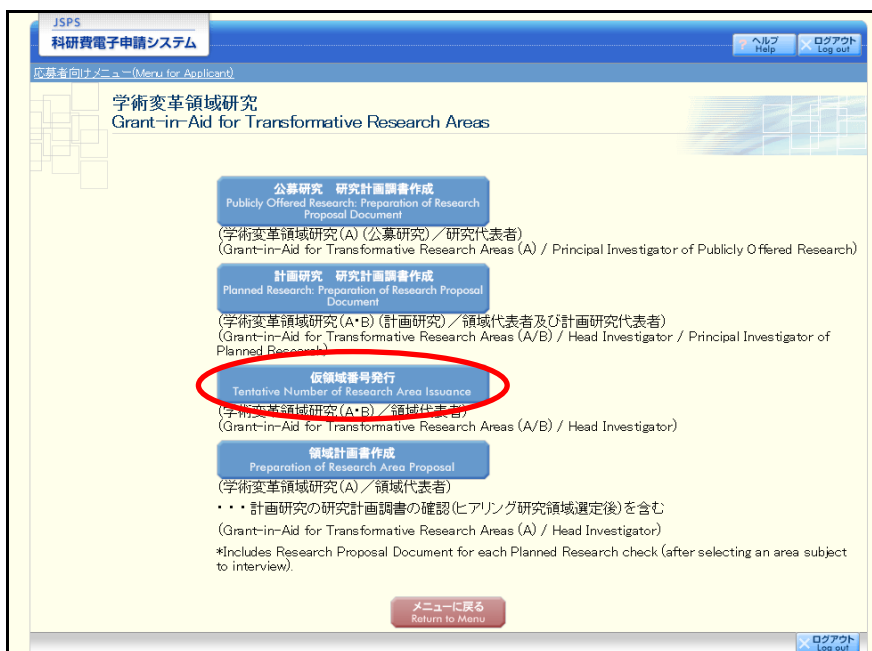 JSPS
科研費電子申請システム
? ヘルプ
Help
ログアウト
Log out
応募者向けメニュー(Menu for Applicant)
学術変革領域研究
Grant-in-Aid for Transformative Research Areas
公募研究　研究計画調書作成
Publicly Offered Research: Preparation of Research
Proposal Document
(学術変革領域研究(A)(公募研究)／研究代表者)
(Grant-in-Aid for Transformative Research Areas (A) / Principal Investigator of Publicly Offered Research)
計画研究　研究計画調書作成
Planned Research: Preparation of Research Proposal
Document
(学術変革領域研究(A・B)(計画研究)／領域代表者及び計画研究代表者)
(Grant-in-Aid for Transformative Research Areas (A/B) / Head Investigator / Principal Investigator of
Planned Research)
仮領域番号発行
Tentative Number of Research Area Issuance
(学術変革領域研究(A・B)／領域代表者)
(Grant-in-Aid for Transformative Research Areas (A/B) / Head Investigator)
領域計画書作成
Preparation of Research Area Proposal
(学術変革領域研究(A)／領域代表者)
・・・計画研究の研究計画調書の確認(ヒアリング研究領域選定後)を含む
(Grant-in-Aid for Transformative Research Areas (A) / Head Investigator)
*Includes Research Proposal Document for each Planned Research check (after selecting an area subject
to interview).
メニューに戻る
Return to Menu
ログアウト
Log out